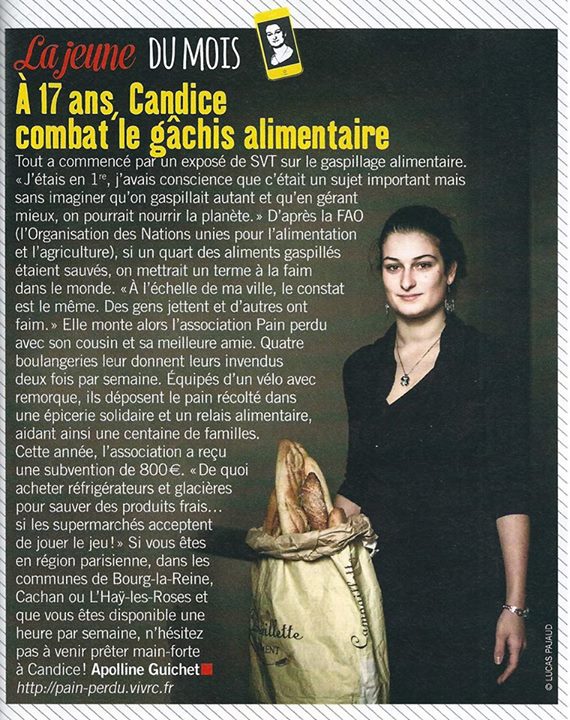 La jeune DU MOIS
À 17 ans, Candice
combat le gâchis alimentaire
Tout a commencé par un exposé de SVT sur le gaspillage alimentaire.
« J'étais en 1re, j'avais conscience que c'était un sujet important mais
sans imaginer qu'on gaspillait autant et qu'en gérant
mieux, on pourrait nourrir la planète. » D'après la FAO
(l'Organisation des Nations unies pour l'alimentation
et l'agriculture), si un quart des aliments gaspillés
étaient sauvés, on mettrait un terme à la faim
dans le monde. « À l'échelle de ma ville, le constat
est le même. Des gens jettent et d'autres ont
faim. » Elle monte alors l'association Pain perdu
avec son cousin et sa meilleure amie. Quatre
boulangeries leur donnent leurs invendus
deux fois par semaine. Équipés d'un vélo avec
remorque, ils déposent le pain récolté dans
une épicerie solidaire et un relais alimentaire,
aidant ainsi une centaine de familles.
Cette année, l'association a reçu
une subvention de 800 €. « De quoi
acheter réfrigérateurs et glacières
pour sauver des produits frais…
si les supermarchés acceptent
de jouer le jeu ! » Si vous êtes
en région parisienne, dans les
communes de Bourg-la-Reine,
Cachan ou L'Haÿ-les-Roses et
que vous êtes disponible une
heure par semaine, n'hésitez
pas à venir prêter main-forte
à Candice ! Apolline Guichet
http://pain-perdu.vivrc.fr
© LUCAS PAJAUD